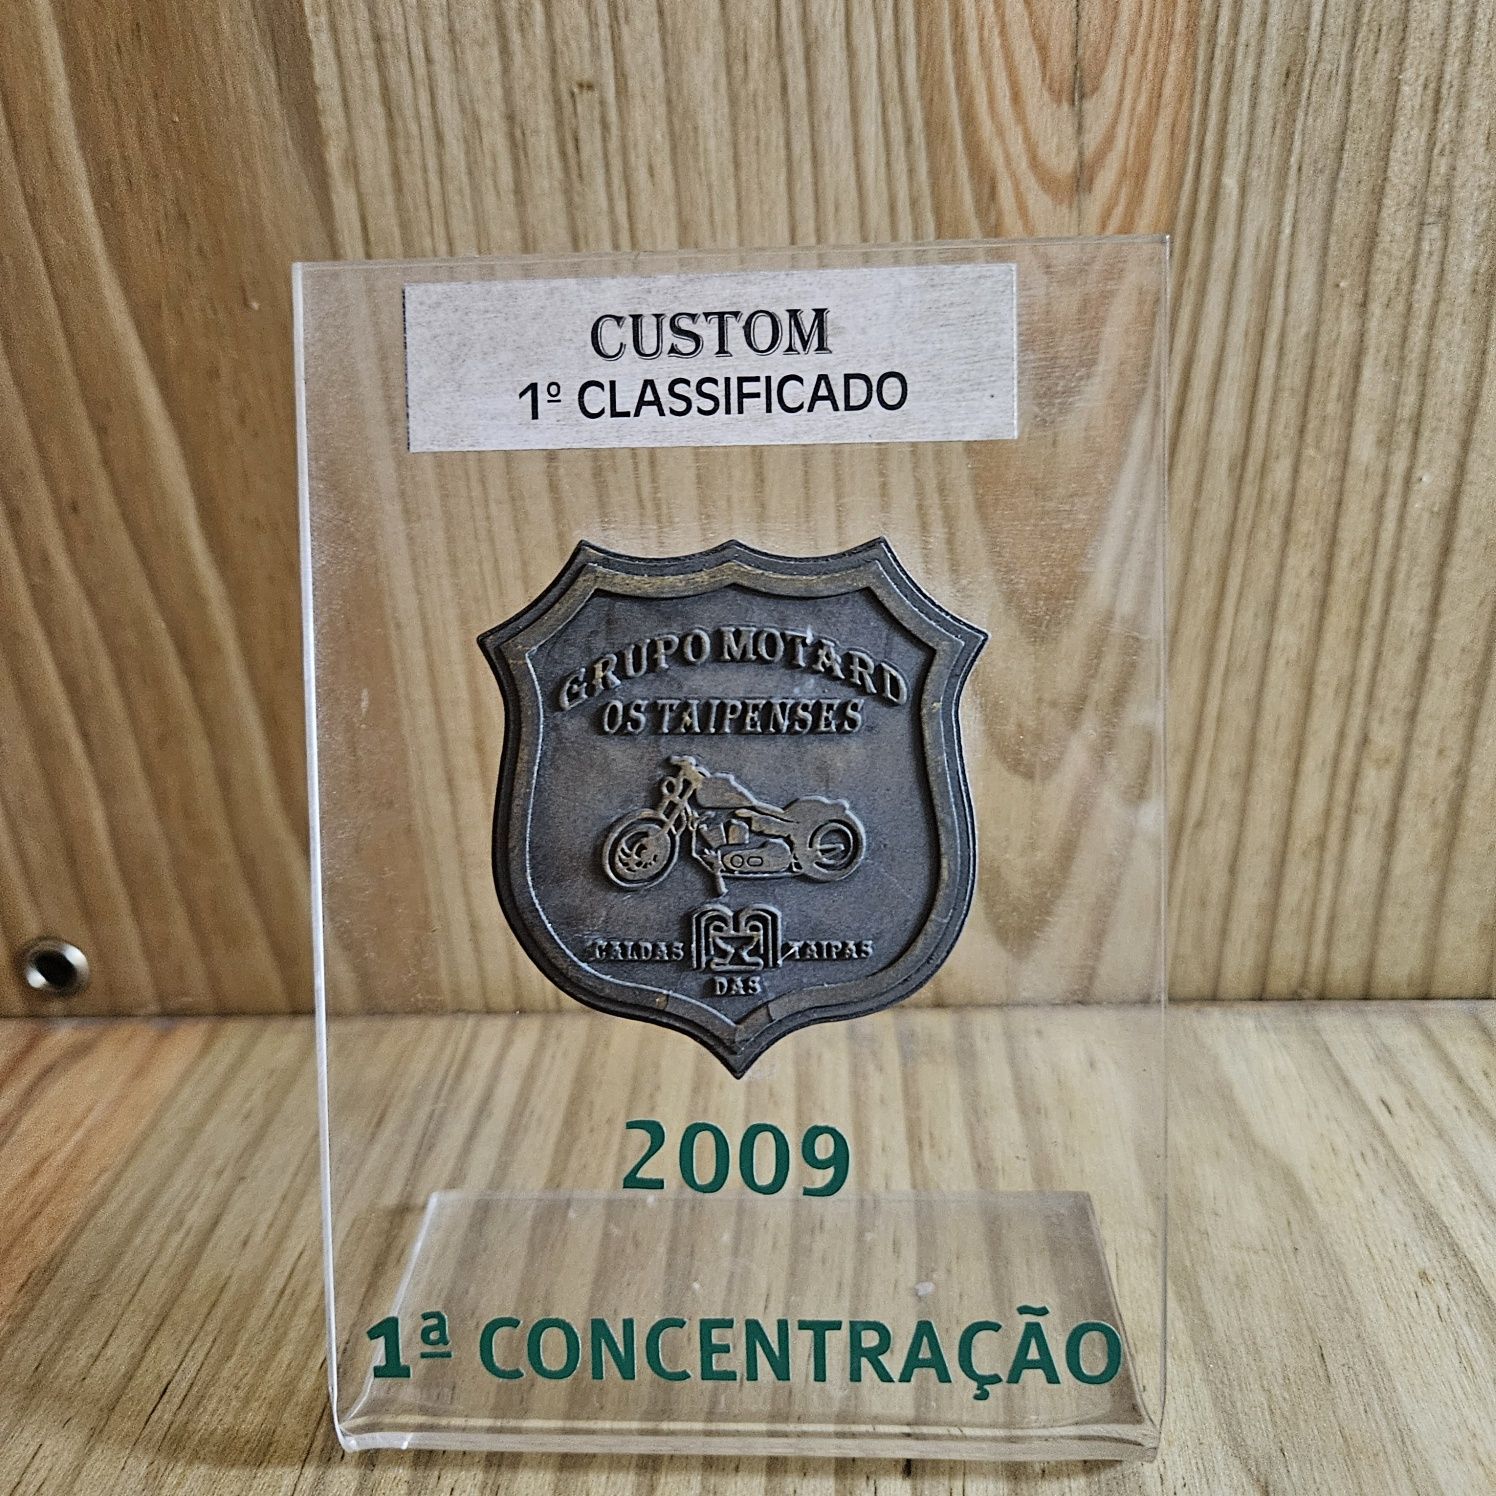 CUSTOM
1º CLASSIFICADO
GRUPO MOTARD
OS TAIPENSES
CALDAS TAIPAS
DAS
2009
1ª CONCENTRAÇÃO